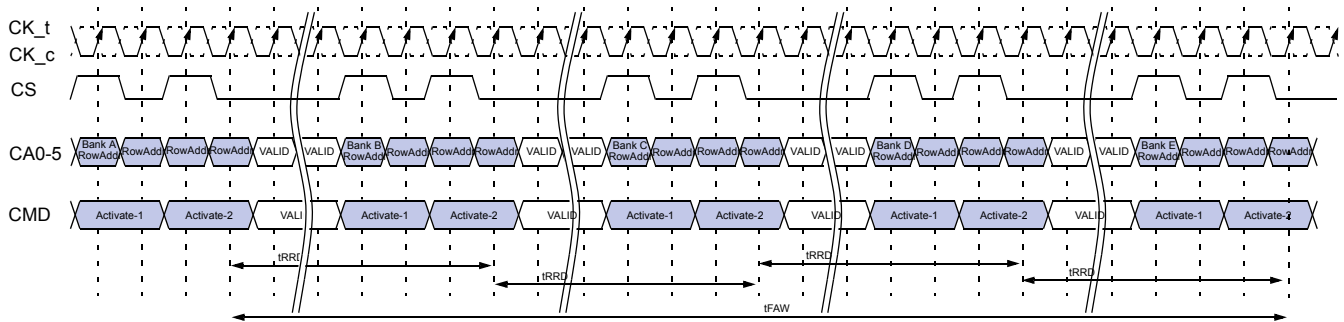 CK_t
CK_c
CS
CA0-5 Bank A RowAddr RowAddr RowAddr RowAddr VALID VALID Bank B RowAddr RowAddr RowAddr RowAddr VALID VALID Bank C RowAddr RowAddr RowAddr RowAddr VALID VALID Bank D RowAddr RowAddr RowAddr RowAddr VALID VALID Bank E RowAddr RowAddr RowAddr RowAddr
CMD Activate-1 Activate-2 VALID Activate-1 Activate-2 VALID Activate-1 Activate-2 VALID Activate-1 Activate-2 VALID Activate-1 Activate-2
tRRD tRRD
tRRD tRRD
tFAW